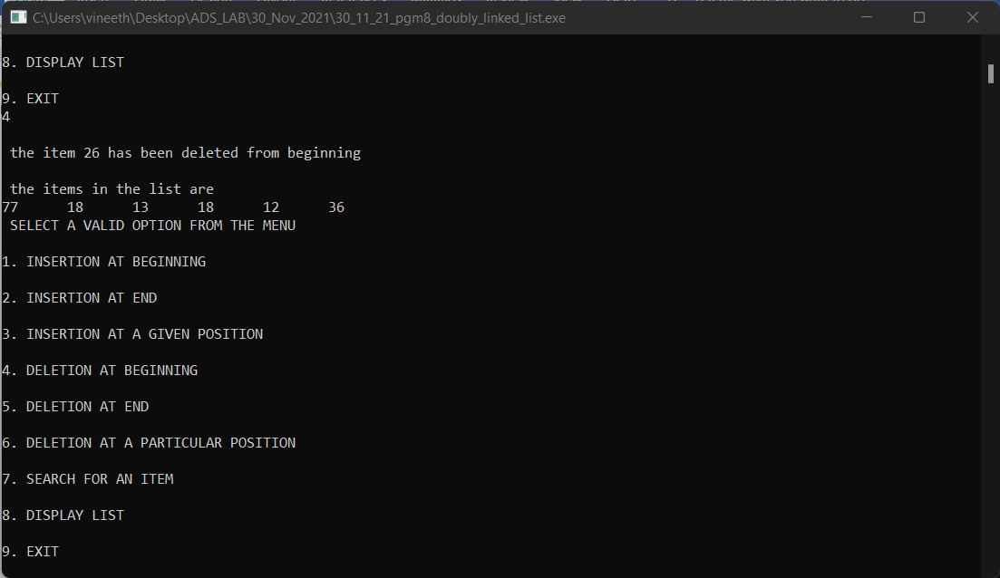 C:\Users\vineeth\Desktop\ADS_LAB\30_Nov_2021\30_11_21_pgm8_doubly_linked_list.exe
8. DISPLAY LIST
9. EXIT
4
the item 26 has been deleted from beginning
the items in the list are
77 18 13 18 12 36
SELECT A VALID OPTION FROM THE MENU
1. INSERTION AT BEGINNING
2. INSERTION AT END
3. INSERTION AT A GIVEN POSITION
4. DELETION AT BEGINNING
5. DELETION AT END
6. DELETION AT A PARTICULAR POSITION
7. SEARCH FOR AN ITEM
8. DISPLAY LIST
9. EXIT